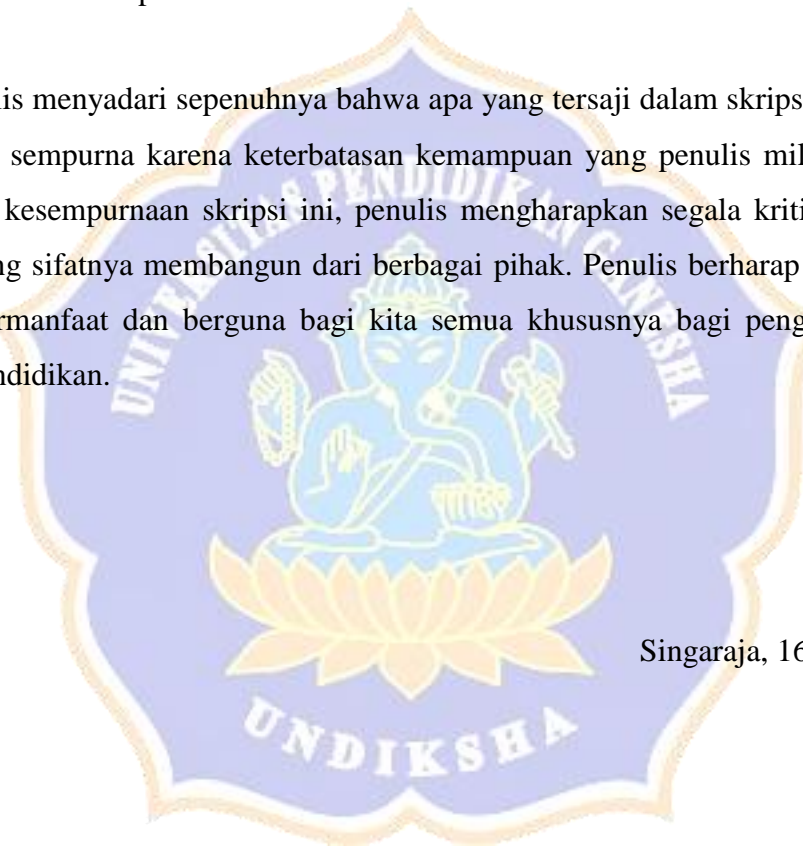 lis menyadari sepenuhnya bahwa apa yang tersaji dalam skrips
sempurna karena keterbatasan kemampuan yang penulis mil
kesempurnaan skripsi ini, penulis mengharapkan segala kriti
ng sifatnya membangun dari berbagai pihak. Penulis berharap
rmanfaat dan berguna bagi kita semua khususnya bagi peng
ndidikan.
UNIVERSITAS PENDIDIKAN GANESHA
Singaraja, 16
UNDIKSHA